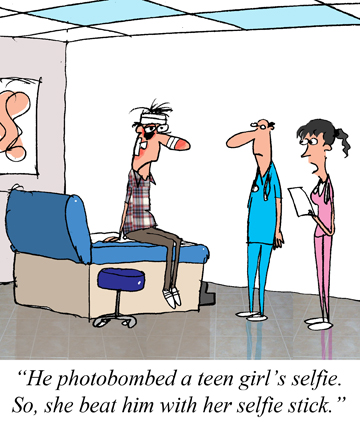 “He photobombed a teen girl’s selfie.
So, she beat him with her selfie stick.”